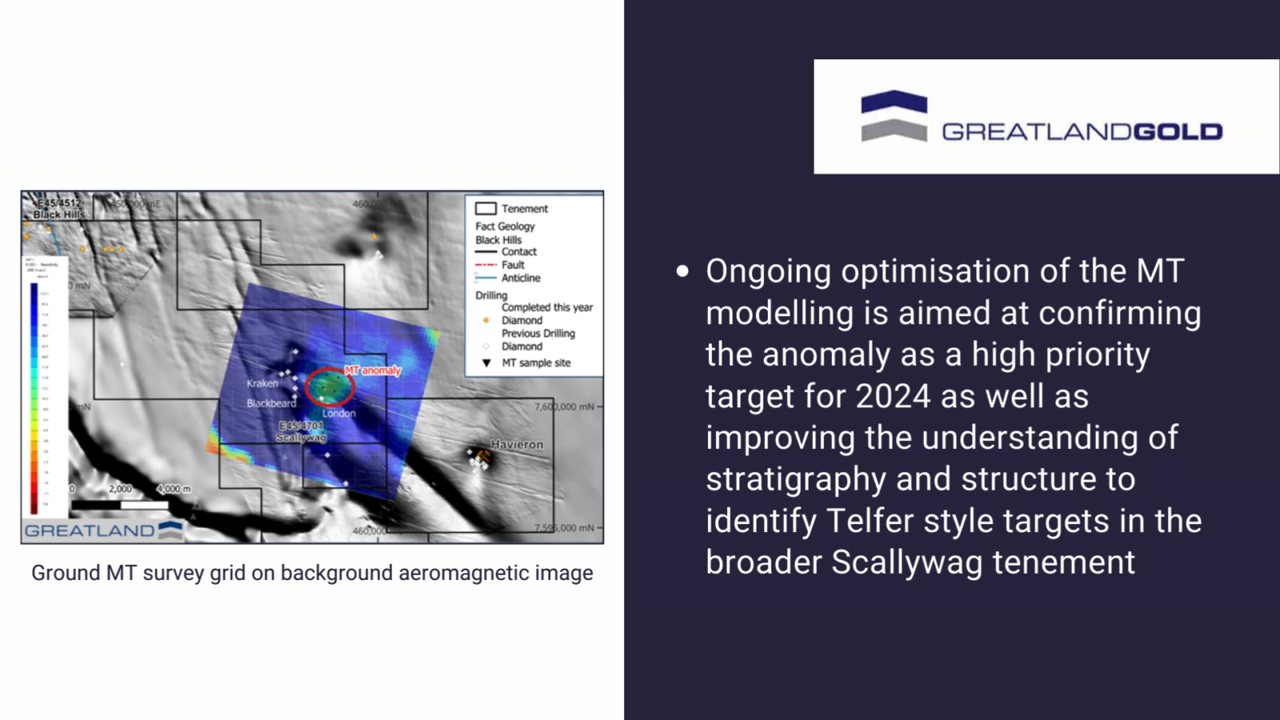 E45/4512
Black Hills
450,000 mE
460,000
Tenement
Fact Geology
Black Hills
Contact
Fault
Anticline
Drilling
Completed this year
Diamond
Previous Drilling
Diamond
MT sample site
MT anomaly
Kraken
Blackbeard
London
E45/4701
Scallywag
Havieron
7,600,000 mN
7,595,000 mN
460,000
0 2,000 4,000 m
GREATLAND
Ground MT survey grid on background aeromagnetic image
GREATLANDGOLD
• Ongoing optimisation of the MT
modelling is aimed at confirming
the anomaly as a high priority
target for 2024 as well as
improving the understanding of
stratigraphy and structure to
identify Telfer style targets in the
broader Scallywag tenement